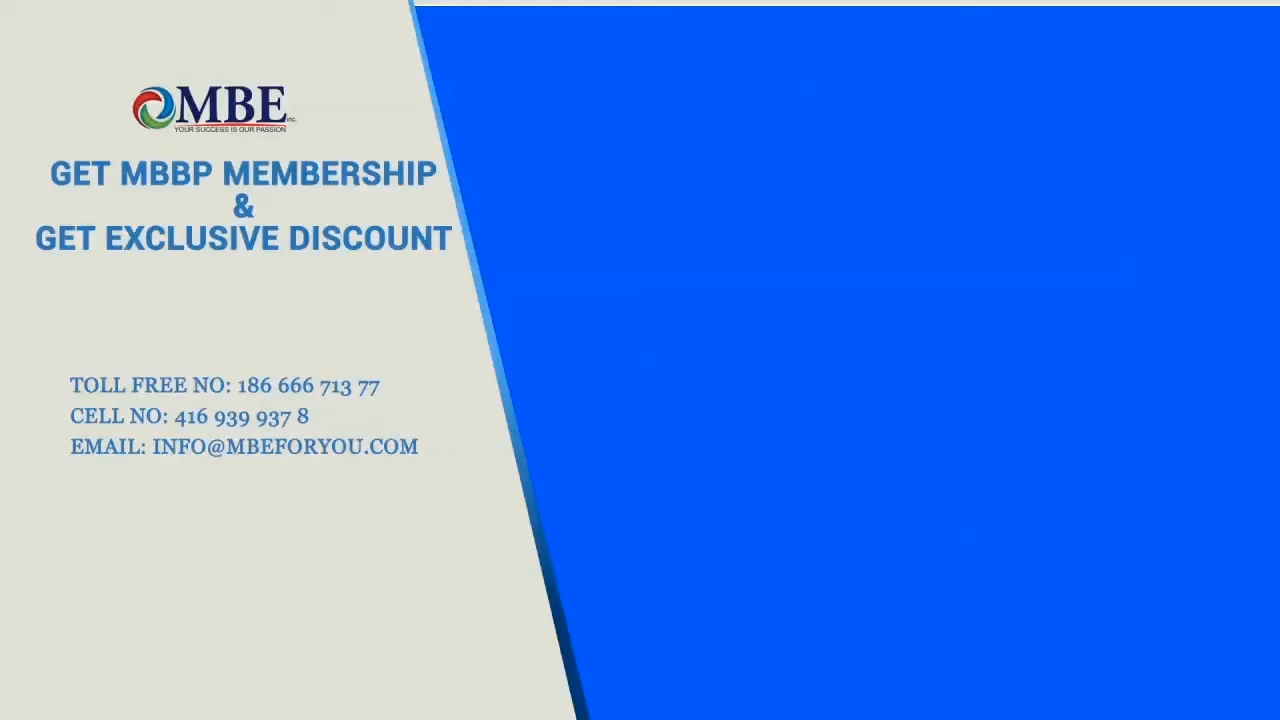 MBE INC.
YOUR SUCCESS IS OUR PASSION
GET MBBP MEMBERSHIP
&
GET EXCLUSIVE DISCOUNT
TOLL FREE NO: 186 666 713 77
CELL NO: 416 939 937 8
EMAIL: INFO@MBEFORYOU.COM